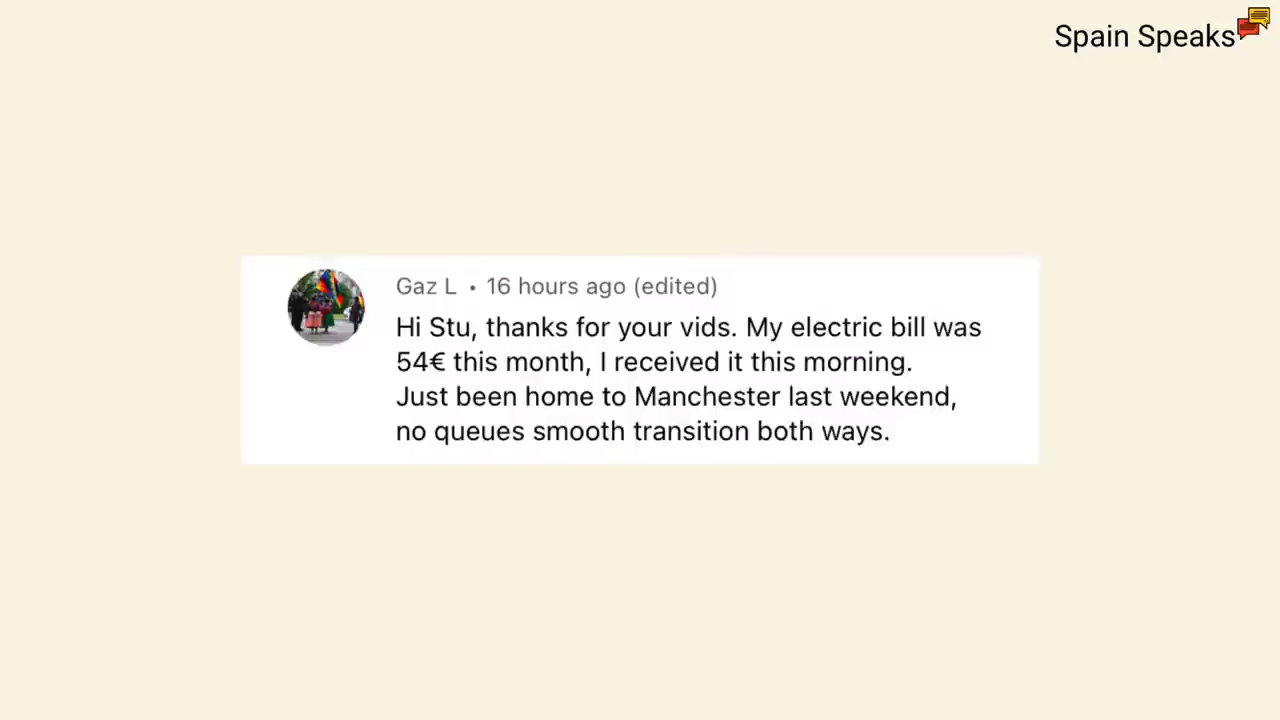 Spain Speaks
Gaz L • 16 hours ago (edited)
Hi Stu, thanks for your vids. My electric bill was
54€ this month, I received it this morning.
Just been home to Manchester last weekend,
no queues smooth transition both ways.